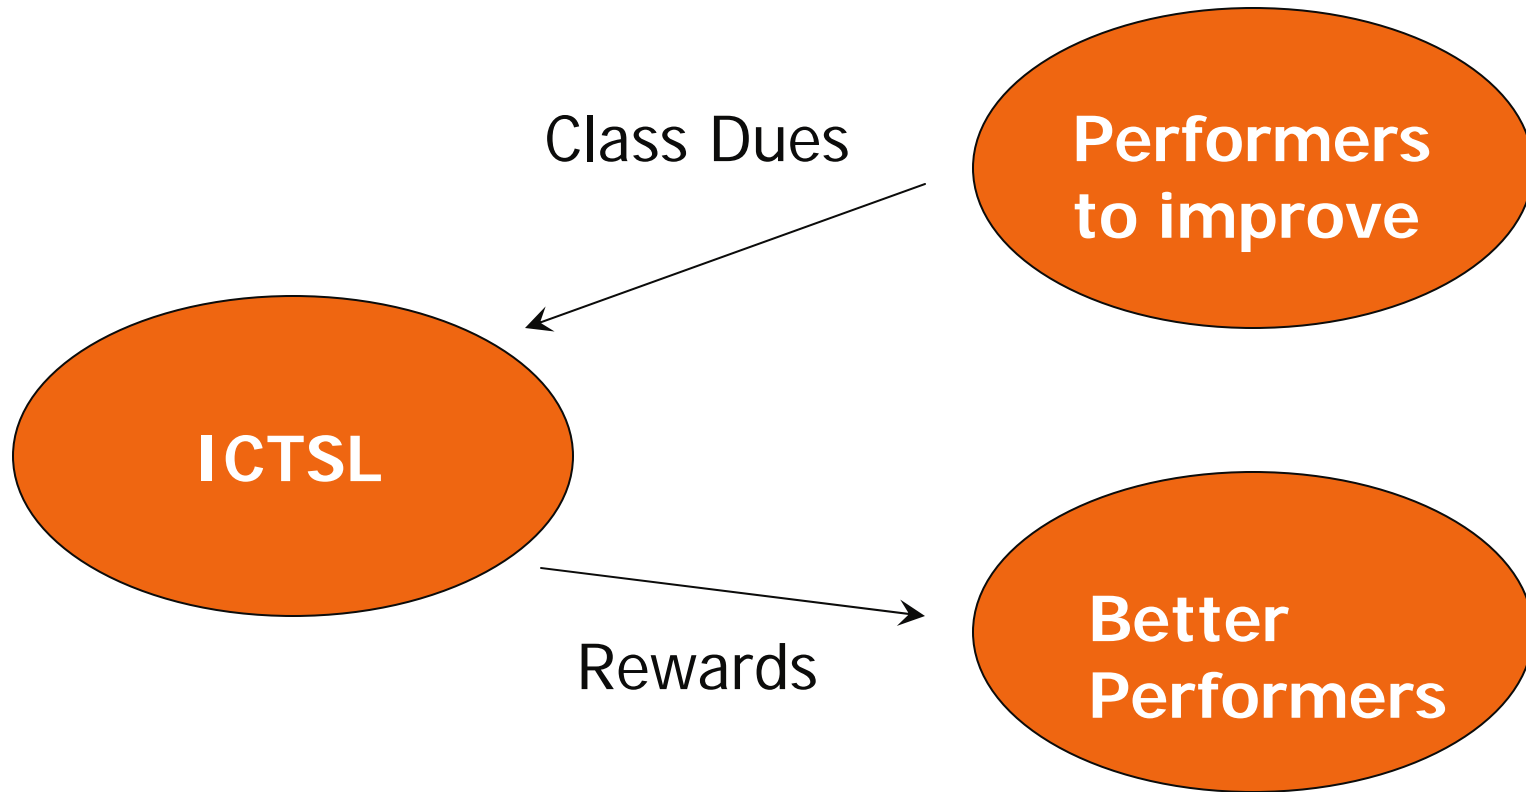 Class Dues
Performers
to improve
ICTSL
Rewards
Better
Performers